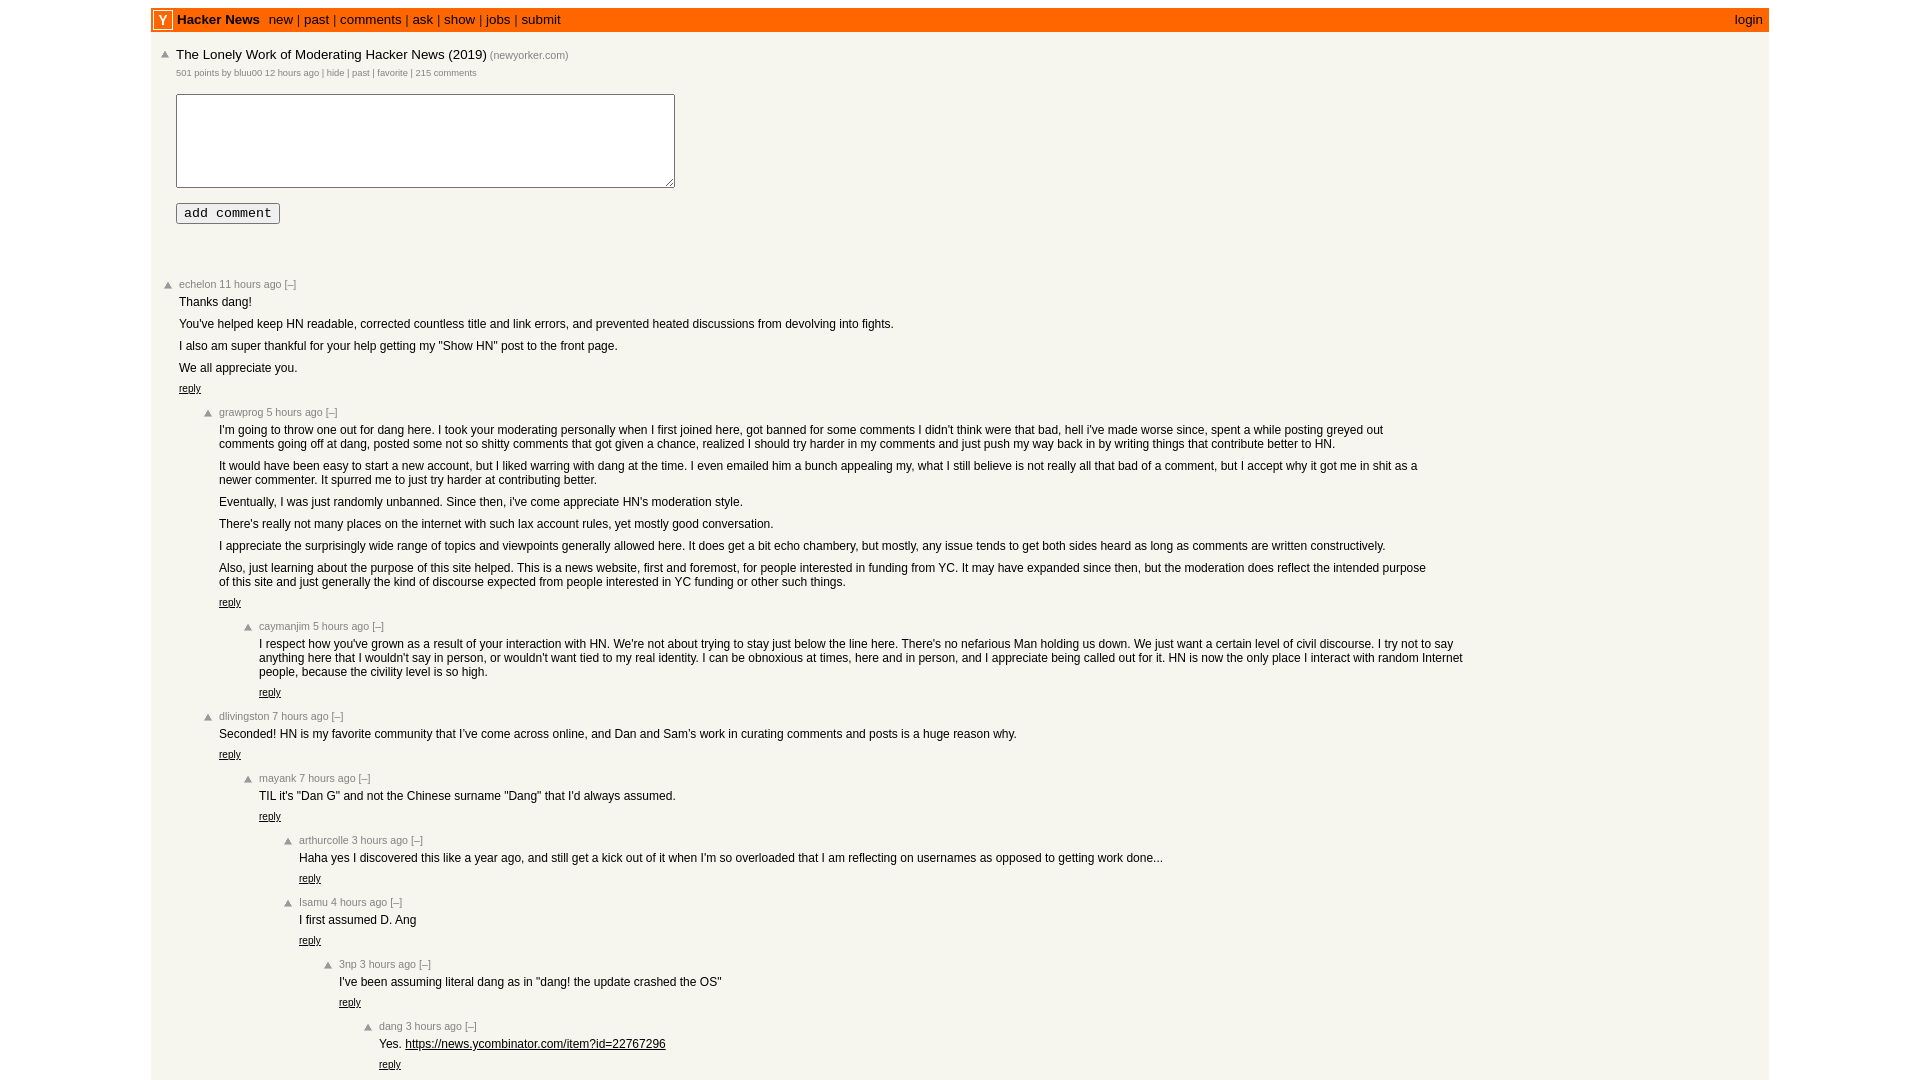 Y Hacker News new | past | comments | ask | show | jobs | submit login
The Lonely Work of Moderating Hacker News (2019) (newyorker.com)
501 points by bluu00 12 hours ago | hide | past | favorite | 215 comments
add comment
echelon 11 hours ago [–]
Thanks dang!
You've helped keep HN readable, corrected countless title and link errors, and prevented heated discussions from devolving into fights.
I also am super thankful for your help getting my "Show HN" post to the front page.
We all appreciate you.
reply
grawprog 5 hours ago [–]
I'm going to throw one out for dang here. I took your moderating personally when I first joined here, got banned for some comments I didn't think were that bad, hell i've made worse since, spent a while posting greyed out
comments going off at dang, posted some not so shitty comments that got given a chance, realized I should try harder in my comments and just push my way back in by writing things that contribute better to HN.
It would have been easy to start a new account, but I liked warring with dang at the time. I even emailed him a bunch appealing my, what I still believe is not really all that bad of a comment, but I accept why it got me in shit as a
newer commenter. It spurred me to just try harder at contributing better.
Eventually, I was just randomly unbanned. Since then, i've come appreciate HN's moderation style.
There's really not many places on the internet with such lax account rules, yet mostly good conversation.
I appreciate the surprisingly wide range of topics and viewpoints generally allowed here. It does get a bit echo chambery, but mostly, any issue tends to get both sides heard as long as comments are written constructively.
Also, just learning about the purpose of this site helped. This is a news website, first and foremost, for people interested in funding from YC. It may have expanded since then, but the moderation does reflect the intended purpose
of this site and just generally the kind of discourse expected from people interested in YC funding or other such things.
reply
caymanjim 5 hours ago [–]
I respect how you've grown as a result of your interaction with HN. We're not about trying to stay just below the line here. There's no nefarious Man holding us down. We just want a certain level of civil discourse. I try not to say
anything here that I wouldn't say in person, or wouldn't want tied to my real identity. I can be obnoxious at times, here and in person, and I appreciate being called out for it. HN is now the only place I interact with random Internet
people, because the civility level is so high.
reply
dlivingston 7 hours ago [–]
Seconded! HN is my favorite community that I’ve come across online, and Dan and Sam’s work in curating comments and posts is a huge reason why.
reply
mayank 7 hours ago [–]
TIL it's "Dan G" and not the Chinese surname "Dang" that I'd always assumed.
reply
arthurcolle 3 hours ago [–]
Haha yes I discovered this like a year ago, and still get a kick out of it when I'm so overloaded that I am reflecting on usernames as opposed to getting work done...
reply
Isamu 4 hours ago [–]
I first assumed D. Ang
reply
3np 3 hours ago [–]
I've been assuming literal dang as in "dang! the update crashed the OS"
reply
dang 3 hours ago [–]
Yes. https://news.ycombinator.com/item?id=22767296
reply